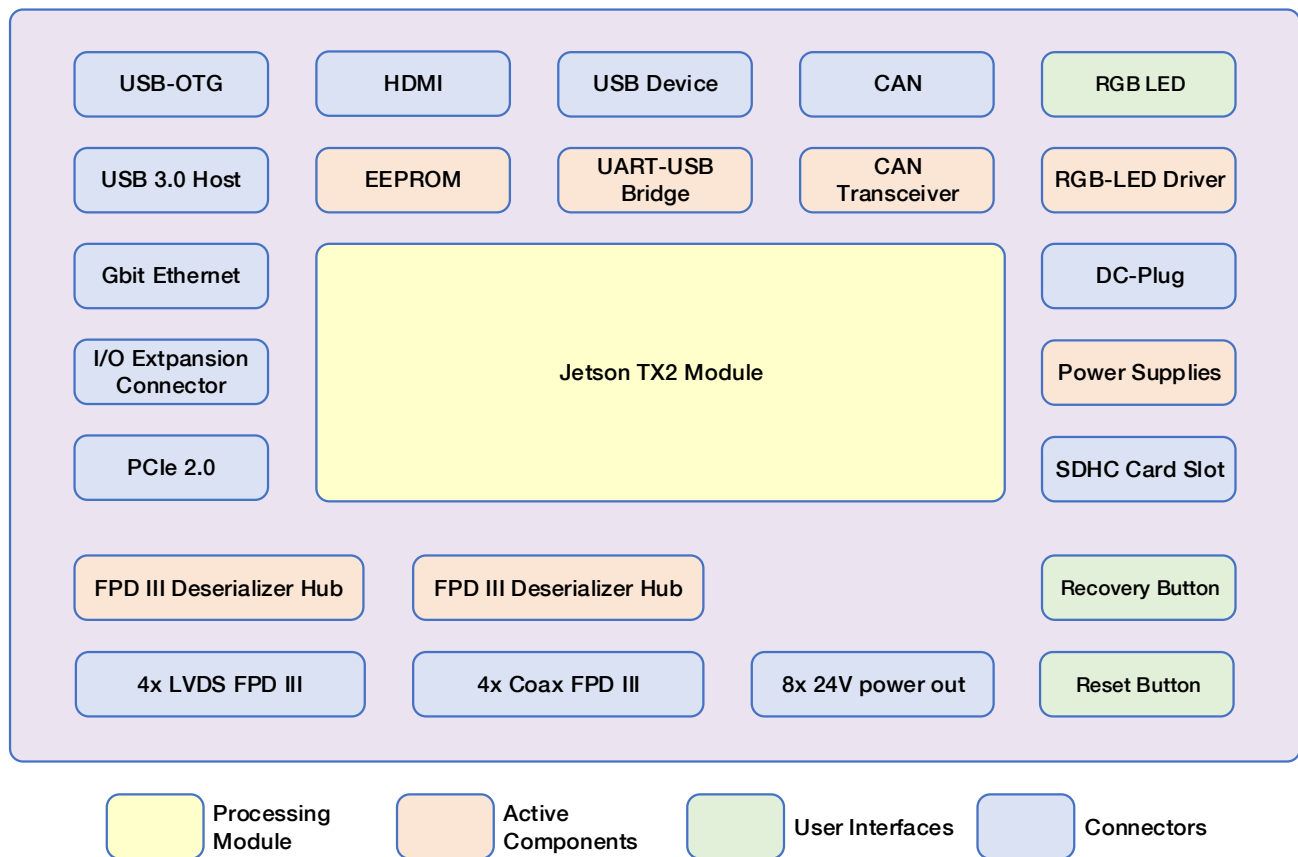 USB-OTG
HDMI
USB Device
CAN
RGB LED
USB 3.0 Host
EEPROM
UART-USB
Bridge
CAN
Transceiver
RGB-LED Driver
Gbit Ethernet
DC-Plug
I/O Extpansion
Connector
Jetson TX2 Module
Power Supplies
PCIe 2.0
SDHC Card Slot
FPD III Deserializer Hub
FPD III Deserializer Hub
Recovery Button
4x LVDS FPD III
4x Coax FPD III
8x 24V power out
Reset Button
Processing
Module
Active
Components
User Interfaces
Connectors